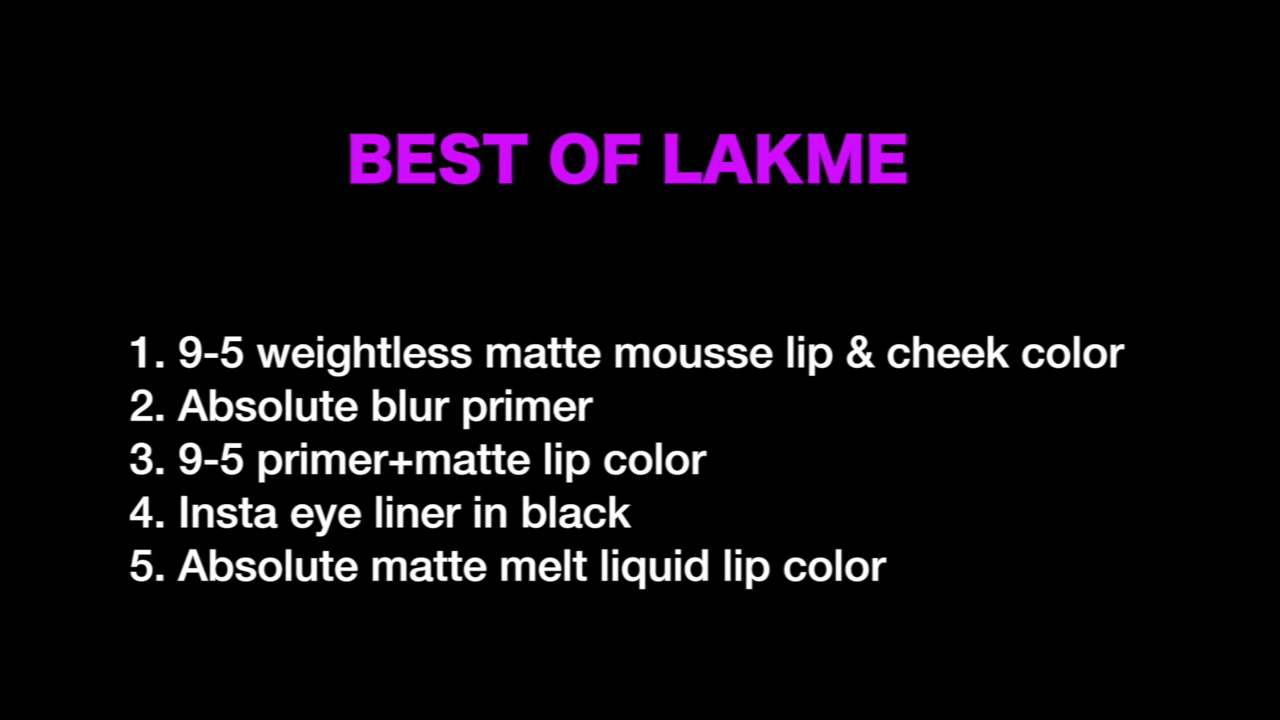 BEST OF LAKME
1. 9-5 weightless matte mousse lip & cheek color
2. Absolute blur primer
3. 9-5 primer+matte lip color
4. Insta eye liner in black
5. Absolute matte melt liquid lip color